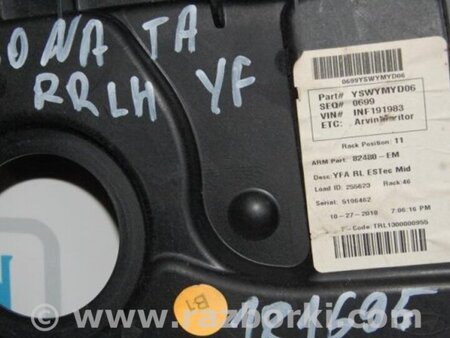 ONATA
RRLH YF
0699YSWYMYD06
Part# YSWYMYD06
SEQ# 0699
VIN# INF191983
ETC: ArvinMeritor
Rack Position 11
ARM Part: 82480-EM
Desc: YFA RL ESTec Mid
Load ID: 255623 Rack:46
Serial: 5106462
10-27-2010 7:06:16 PM
F-Code: TRL1300000955
B1
1R1695
www.razborki.com